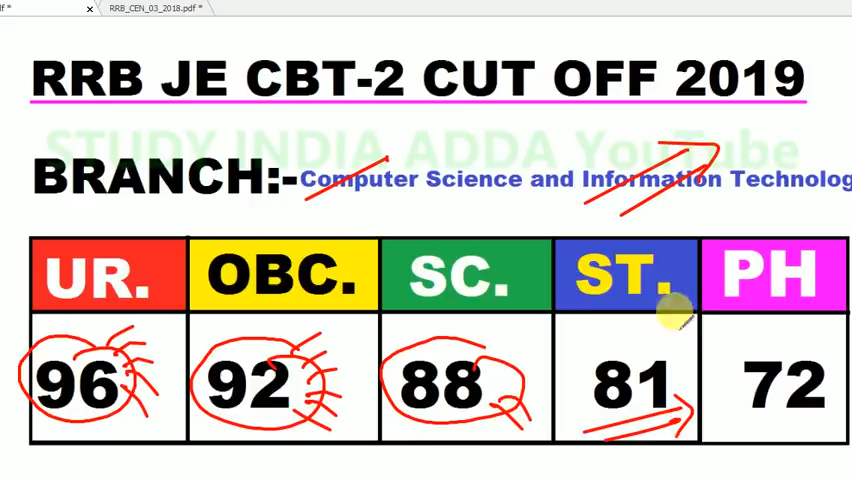 df *
RRB_CEN_03_2018.pdf *
RRB JE CBT-2 CUT OFF 2019
STUDY INDIA ADDA YouTube
BRANCH:-Computer Science and Information Technolog
UR. OBC. SC. ST. PH
96 92 88 81 72